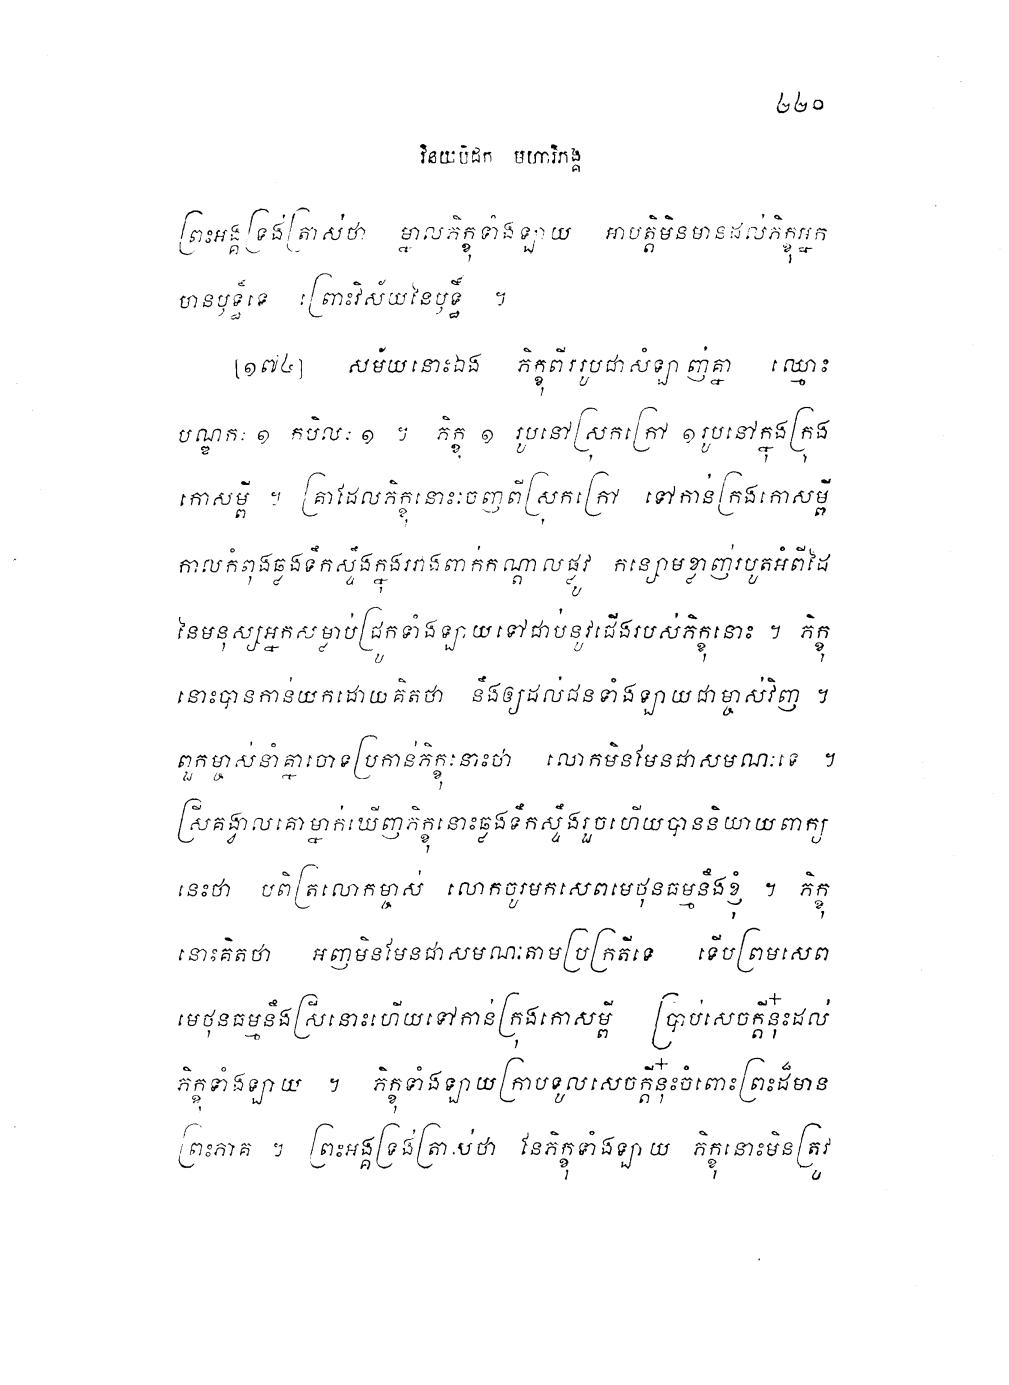 ២២០
វិនយបិដក មហាវិភង្គ
ព្រះអង្គទ្រង់ត្រាស់ថា ម្នាលភិក្ខុទាំងឡាយ អាបត្តិមិនមានដល់ភិក្ខុអ្នក
មានឫទ្ធិទេ ព្រោះវិស័យនៃឫទ្ធិ ។
[១៧៤] សម័យនោះឯង ភិក្ខុពីររូបជាសំឡាញ់គ្នា ឈ្មោះ
បណ្ឌកៈ ១ កបិលៈ ១ ។ ភិក្ខុ ១ រូបនៅស្រុកក្រៅ ១រូបនៅក្នុងក្រុង
កោសម្ពី ។ គ្រាដែលភិក្ខុនោះចេញពីស្រុកក្រៅ ទៅកាន់ក្រុងកោសម្ពី
កាលកំពុងឆ្លងទឹកស្ទឹងក្នុងរវាងពាក់កណ្តាលផ្លូវ កន្សោមខ្លាញ់របូតអំពីដៃ
នៃមនុស្សអ្នកសម្លាប់ជ្រូកទាំងឡាយទៅជាប់នូវជើងរបស់ភិក្ខុនោះ ។ ភិក្ខុ
នោះបានកាន់យកដោយគិតថា នឹងឲ្យដល់ជនទាំងឡាយជាម្ចាស់វិញ ។
ពួកម្ចាស់នាំគ្នាចោទប្រកាន់ភិក្ខុនោះថា លោកមិនមែនជាសមណៈទេ ។
ស្រីគង្វាលគោម្នាក់ឃើញភិក្ខុនោះឆ្លងទឹកស្ទឹងរួចហើយបាននិយាយពាក្យ
នេះថា បពិត្រលោកម្ចាស់ លោកចូរមកសេពមេថុនធម្មនឹងខ្ញុំ ។ ភិក្ខុ
នោះគិតថា អញមិនមែនជាសមណៈតាមប្រក្រតីទេ ទើបព្រមសេព
មេថុនធម្មនឹងស្រីនោះហើយទៅកាន់ក្រុងកោសម្ពី ប្រាប់សេចក្តីនុ៎ះដល់
ភិក្ខុទាំងឡាយ ។ ភិក្ខុទាំងឡាយក្រាបទូលសេចក្តីនុ៎ះចំពោះព្រះដ៏មាន
ព្រះភាគ ។ ព្រះអង្គទ្រង់ត្រាស់ថា នែភិក្ខុទាំងឡាយ ភិក្ខុនោះមិនត្រូវ